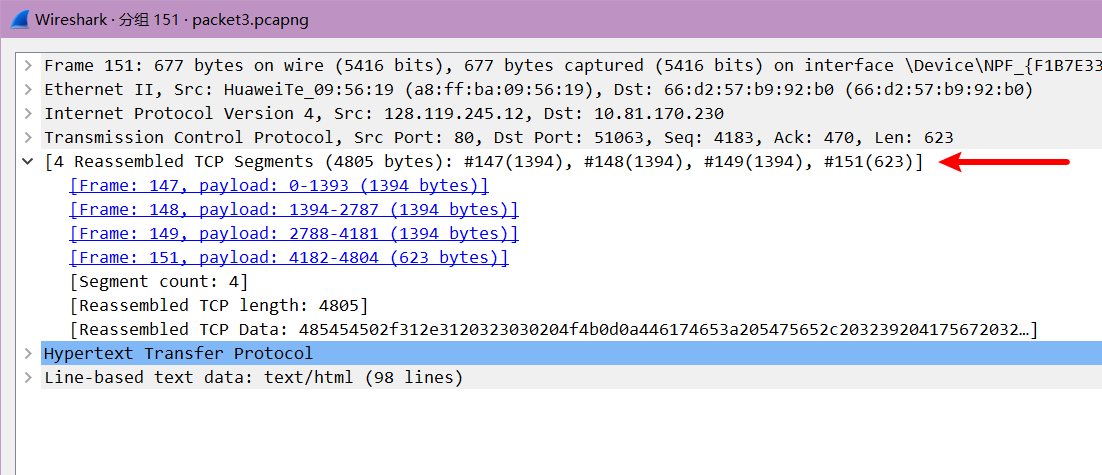 Wireshark · 分组 151 · packet3.pcapng
Frame 151: 677 bytes on wire (5416 bits), 677 bytes captured (5416 bits) on interface \Device\NPF_{F1B7E33
Ethernet II, Src: HuaweiTe_09:56:19 (a8:ff:ba:09:56:19), Dst: 66:d2:57:b9:92:b0 (66:d2:57:b9:92:b0)
Internet Protocol Version 4, Src: 128.119.245.12, Dst: 10.81.170.230
Transmission Control Protocol, Src Port: 80, Dst Port: 51063, Seq: 4183, Ack: 470, Len: 623
[4 Reassembled TCP Segments (4805 bytes): #147(1394), #148(1394), #149(1394), #151(623)]
[Frame: 147, payload: 0-1393 (1394 bytes)]
[Frame: 148, payload: 1394-2787 (1394 bytes)]
[Frame: 149, payload: 2788-4181 (1394 bytes)]
[Frame: 151, payload: 4182-4804 (623 bytes)]
[Segment count: 4]
[Reassembled TCP length: 4805]
[Reassembled TCP Data: 485454502f312e3120323030204f4b0d0a446174653a205475652c203239204175672032…]
Hypertext Transfer Protocol
Line-based text data: text/html (98 lines)